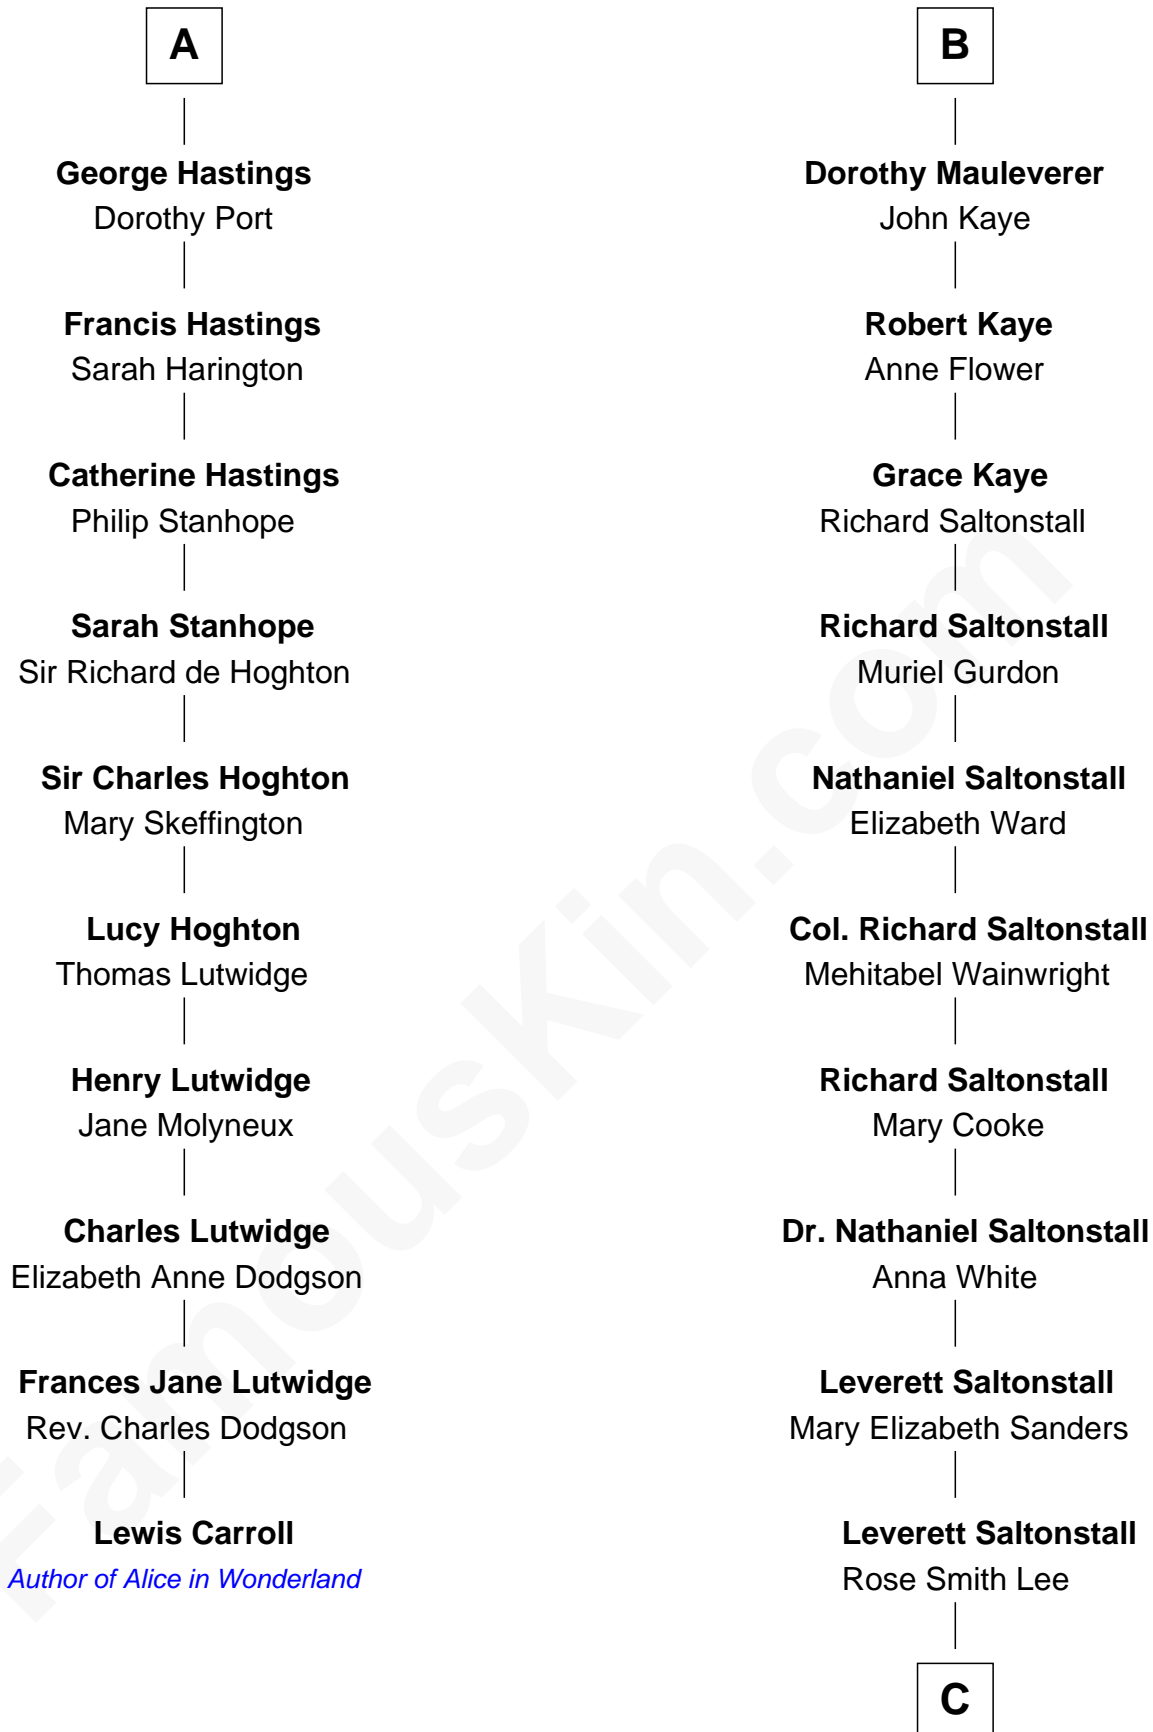 A
George Hastings
Dorothy Port
Francis Hastings
Sarah Harington
Catherine Hastings
Philip Stanhope
Sarah Stanhope
Sir Richard de Hoghton
Sir Charles Hoghton
Mary Skeffington
Lucy Hoghton
Thomas Lutwidge
Henry Lutwidge
Jane Molyneux
Charles Lutwidge
Elizabeth Anne Dodgson
Frances Jane Lutwidge
Rev. Charles Dodgson
Lewis Carroll
Author of Alice in Wonderland
B
Dorothy Mauleverer
John Kaye
Robert Kaye
Anne Flower
Grace Kaye
Richard Saltonstall
Richard Saltonstall
Muriel Gurdon
Nathaniel Saltonstall
Elizabeth Ward
Col. Richard Saltonstall
Mehitabel Wainwright
Richard Saltonstall
Mary Cooke
Dr. Nathaniel Saltonstall
Anna White
Leverett Saltonstall
Mary Elizabeth Sanders
Leverett Saltonstall
Rose Smith Lee
C
FamousKin.com